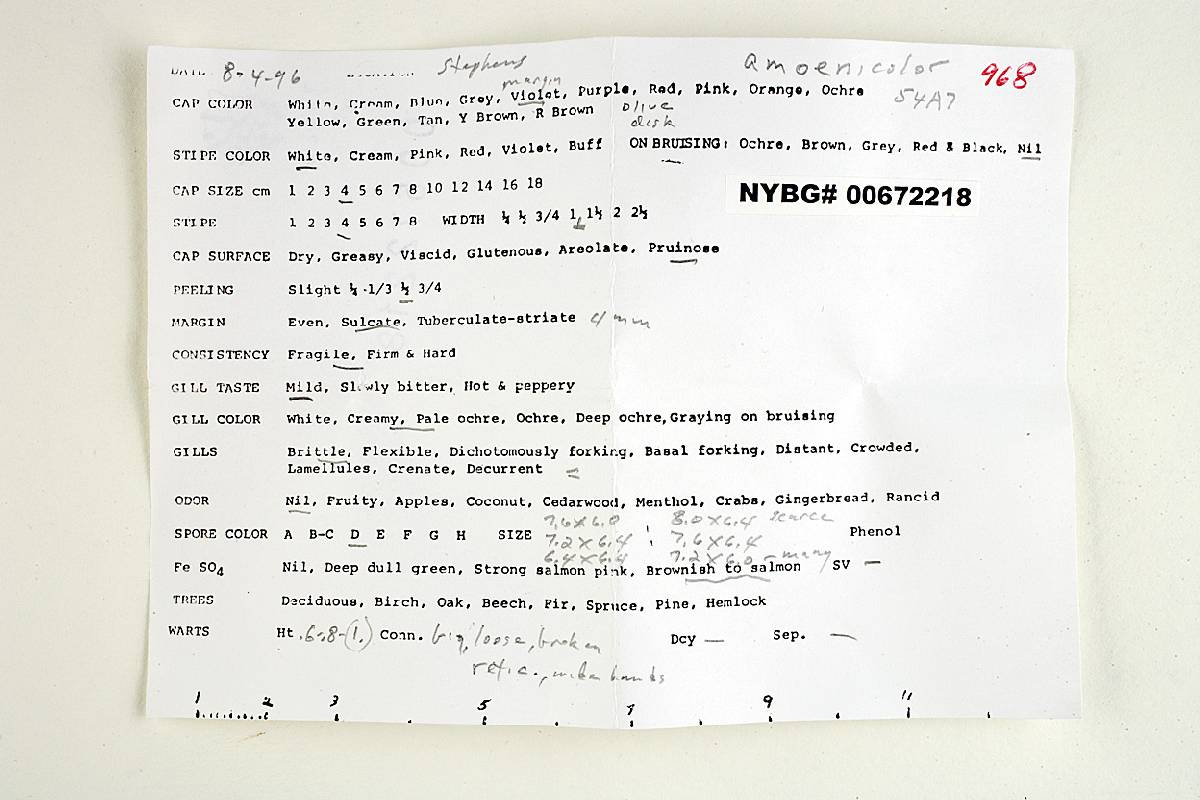 DATE 8-4-96 Stephens amoenicolor 968
margin 54A7
CAP COLOR White, Cream, Blue, Grey, Violet, Purple, Red, Pink, Orange, Ochre
Yellow, Green, Tan, Y Brown, R Brown olive
disk
STIPE COLOR White, Cream, Pink, Red, Violet, Buff ON BRUISING: Ochre, Brown, Grey, Red & Black, Nil
CAP SIZE cm 1 2 3 4 5 6 7 8 10 12 14 16 18
NYBG# 00672218
STIPE 1 2 3 4 5 6 7 8 WIDTH ¼ ½ 3/4 1 1½ 2 2½
CAP SURFACE Dry, Greasy, Viscid, Glutenous, Areolate, Pruinose
PEELING Slight ¼-1/3 ½ 3/4
MARGIN Even, Sulcate, Tuberculate-striate 4 mm
CONSISTENCY Fragile, Firm & Hard
GILL TASTE Mild, Slowly bitter, Hot & peppery
GILL COLOR White, Creamy, Pale ochre, Ochre, Deep ochre, Graying on bruising
GILLS Brittle, Flexible, Dichotomously forking, Basal forking, Distant, Crowded,
Lamellules, Crenate, Decurrent
ODOR Nil, Fruity, Apples, Coconut, Cedarwood, Menthol, Crabs, Gingerbread, Rancid
7.6x6.0 8.0x6.4 scarce
SPORE COLOR A B-C D E F G H SIZE 7.2x6.4 7.6x6.4 Phenol
6.4x6.4 7.2x6.0 - many
Fe SO4 Nil, Deep dull green, Strong salmon pink, Brownish to salmon SV —
TREES Deciduous, Birch, Oak, Beech, Fir, Spruce, Pine, Hemlock
WARTS Ht .6-.8-(1.) Conn. big, loose, broken Dcy — Sep. —
retic., wide bands
1 2 3 5 7 9 11